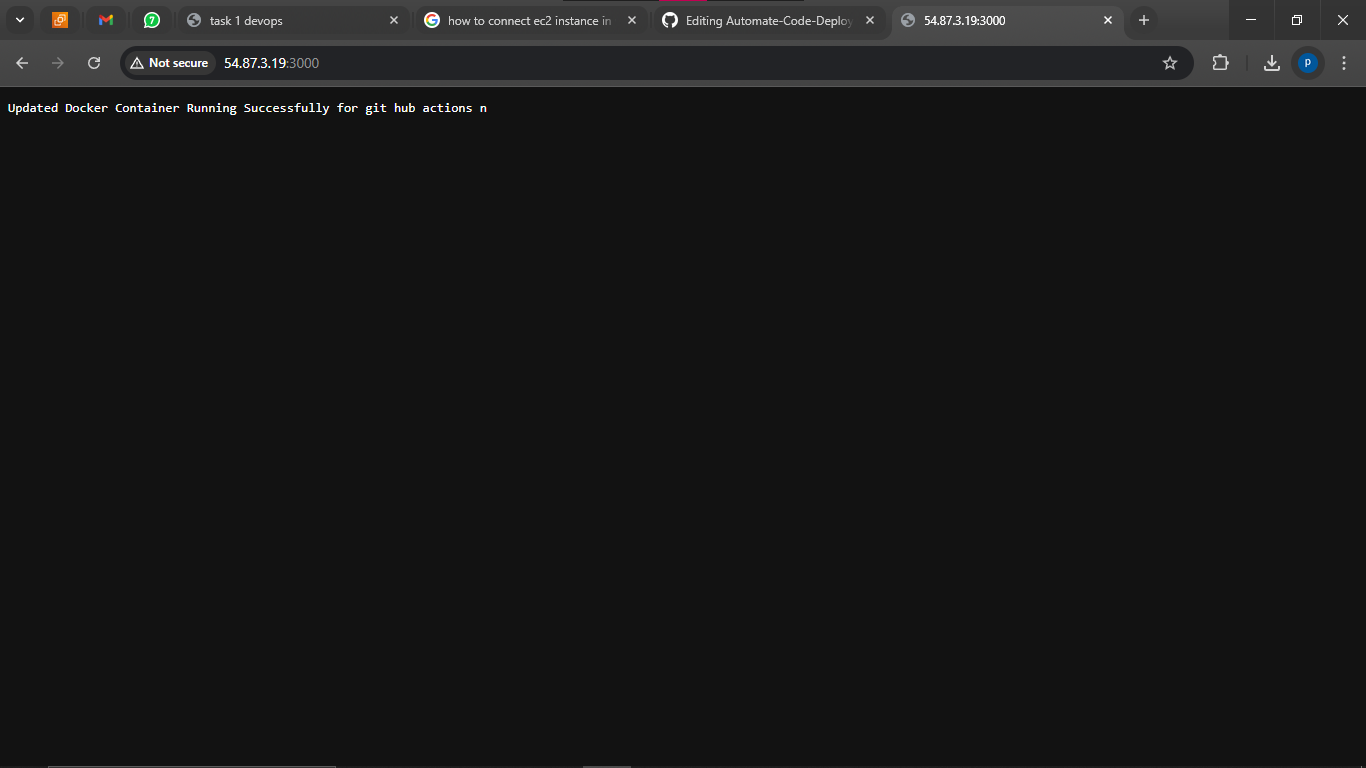 7
task 1 devops
how to connect ec2 instance in
Editing Automate-Code-Deploy
54.87.3.19:3000
Not secure
54.87.3.19:3000
p
Updated Docker Container Running Successfully for git hub actions n